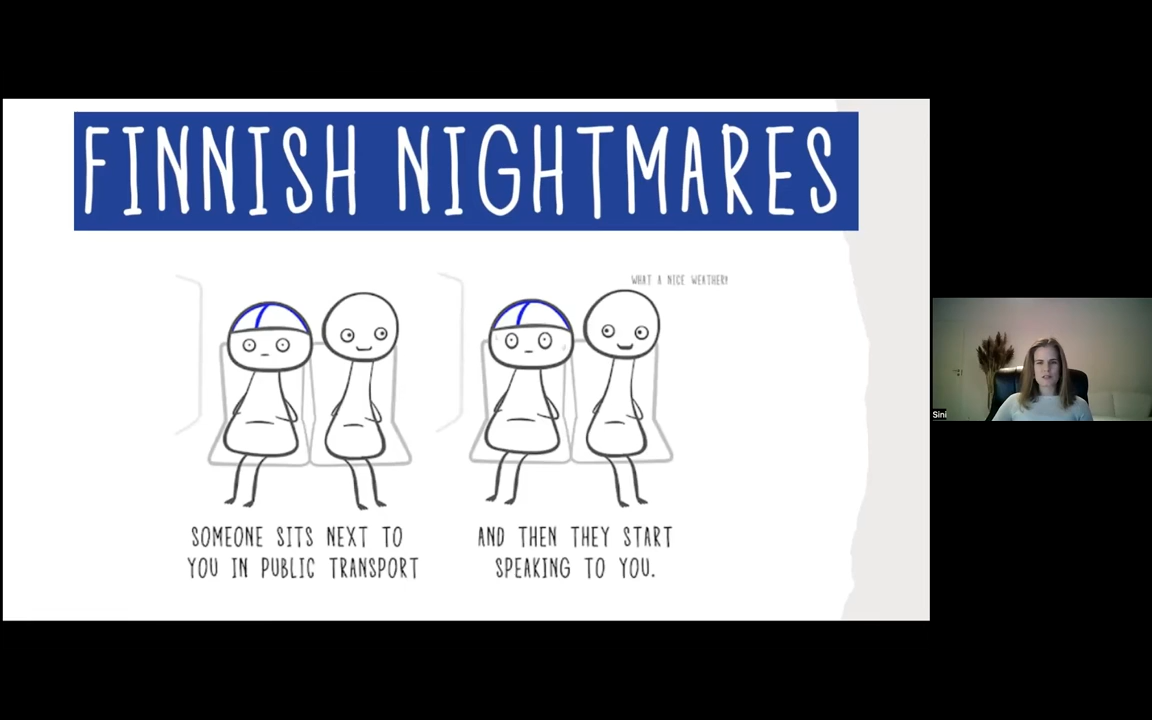 FINNISH NIGHTMARES
WHAT A NICE WEATHER!
SOMEONE SITS NEXT TO
YOU IN PUBLIC TRANSPORT
AND THEN THEY START
SPEAKING TO YOU.
Sini